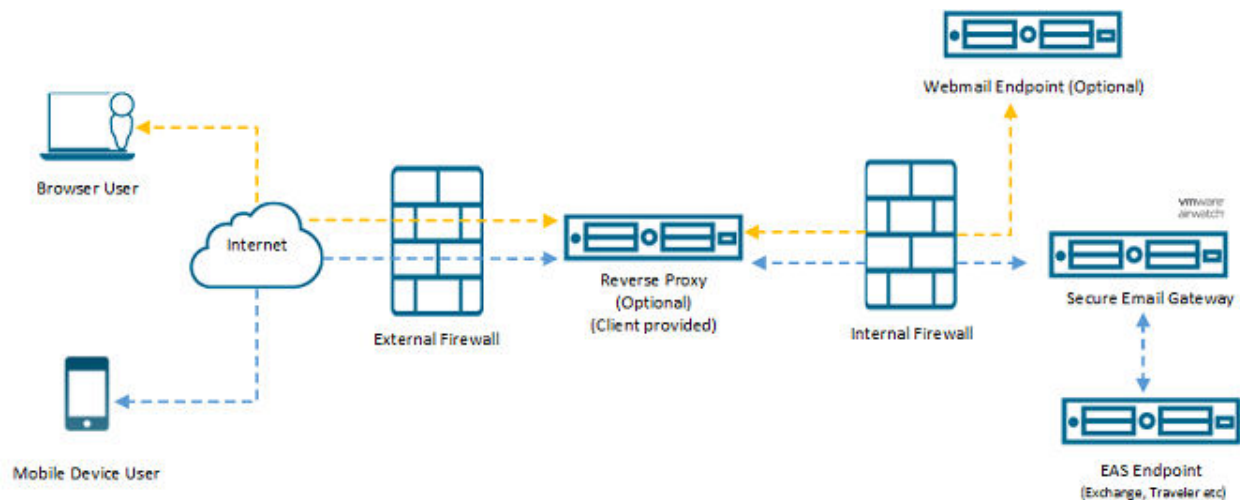 Webmail Endpoint (Optional)
Browser User
vmware
airwatch
Internet
Reverse Proxy
(Optional)
(Client provided)
Secure Email Gateway
External Firewall
Internal Firewall
Mobile Device User
EAS Endpoint
(Exchange, Traveler etc)